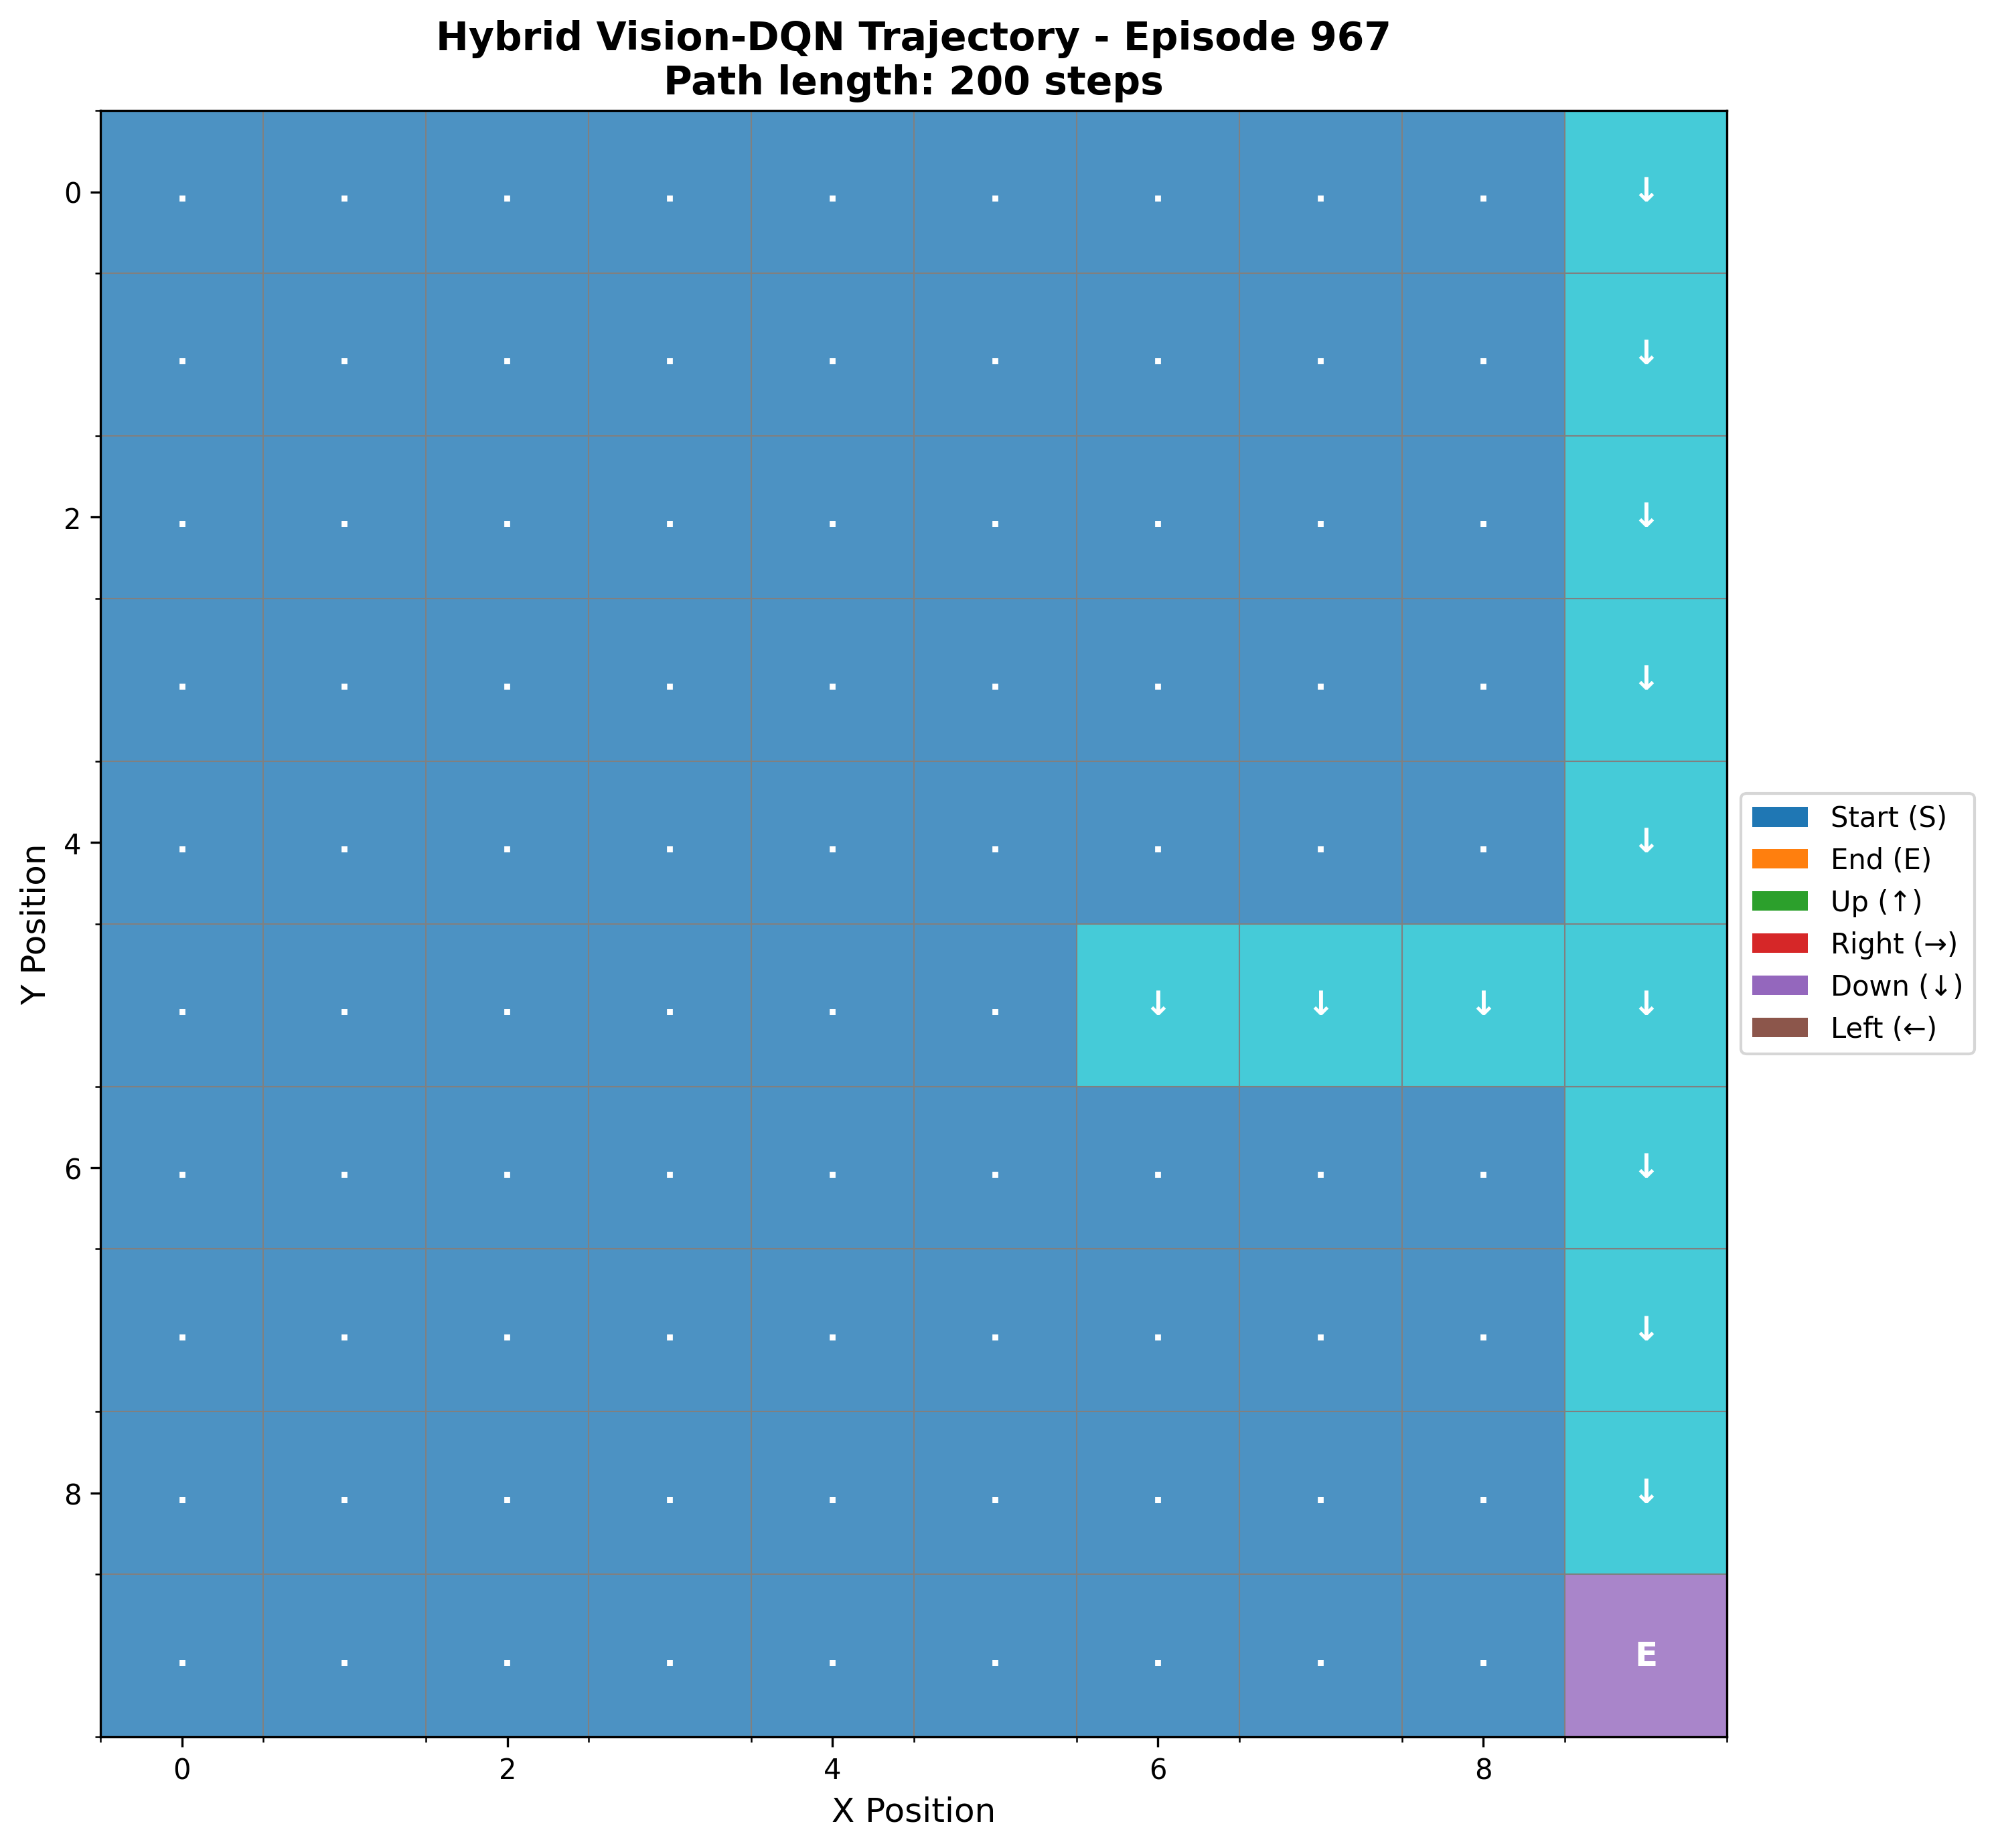 Hybrid Vision-DQN Trajectory - Episode 967
Path length: 200 steps
0 . . . . . . . . . ↓
. . . . . . . . . ↓
2 . . . . . . . . . ↓
. . . . . . . . . ↓
4 . . . . . . . . . ↓
. . . . . . ↓ ↓ ↓ ↓
6 . . . . . . . . . ↓
. . . . . . . . . ↓
8 . . . . . . . . . ↓
. . . . . . . . . E
0 2 4 6 8
X Position
Y Position
Start (S)
End (E)
Up (↑)
Right (→)
Down (↓)
Left (←)